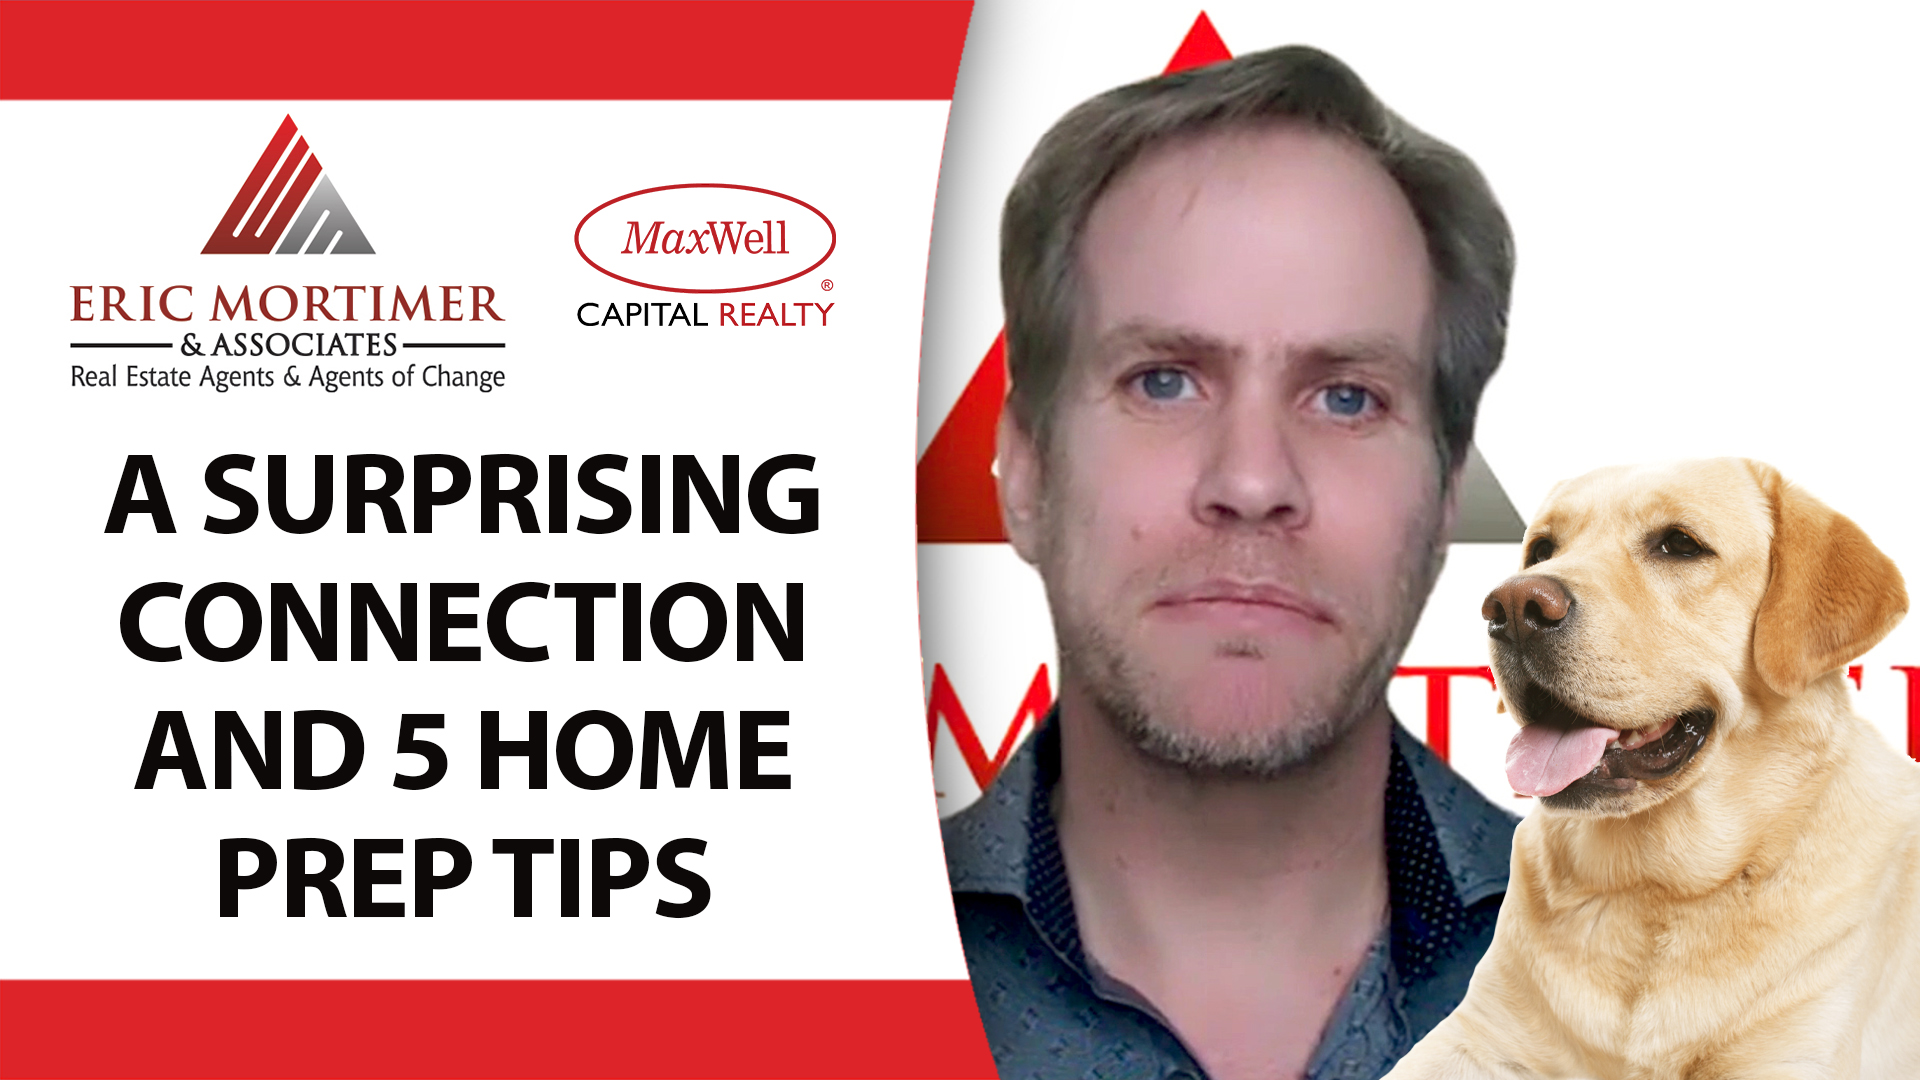 ERIC MORTIMER
& ASSOCIATES
Real Estate Agents & Agents of Change
MaxWell
®
CAPITAL REALTY
A SURPRISING
CONNECTION
AND 5 HOME
PREP TIPS